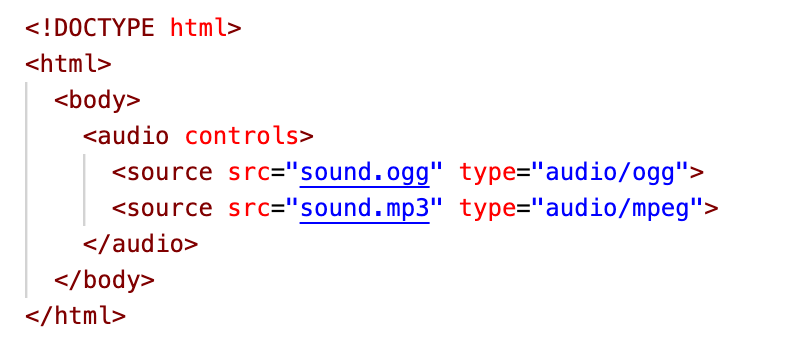 <!DOCTYPE html>
<html>
<body>
<audio controls>
<source src="sound.ogg" type="audio/ogg">
<source src="sound.mp3" type="audio/mpeg">
</audio>
</body>
</html>